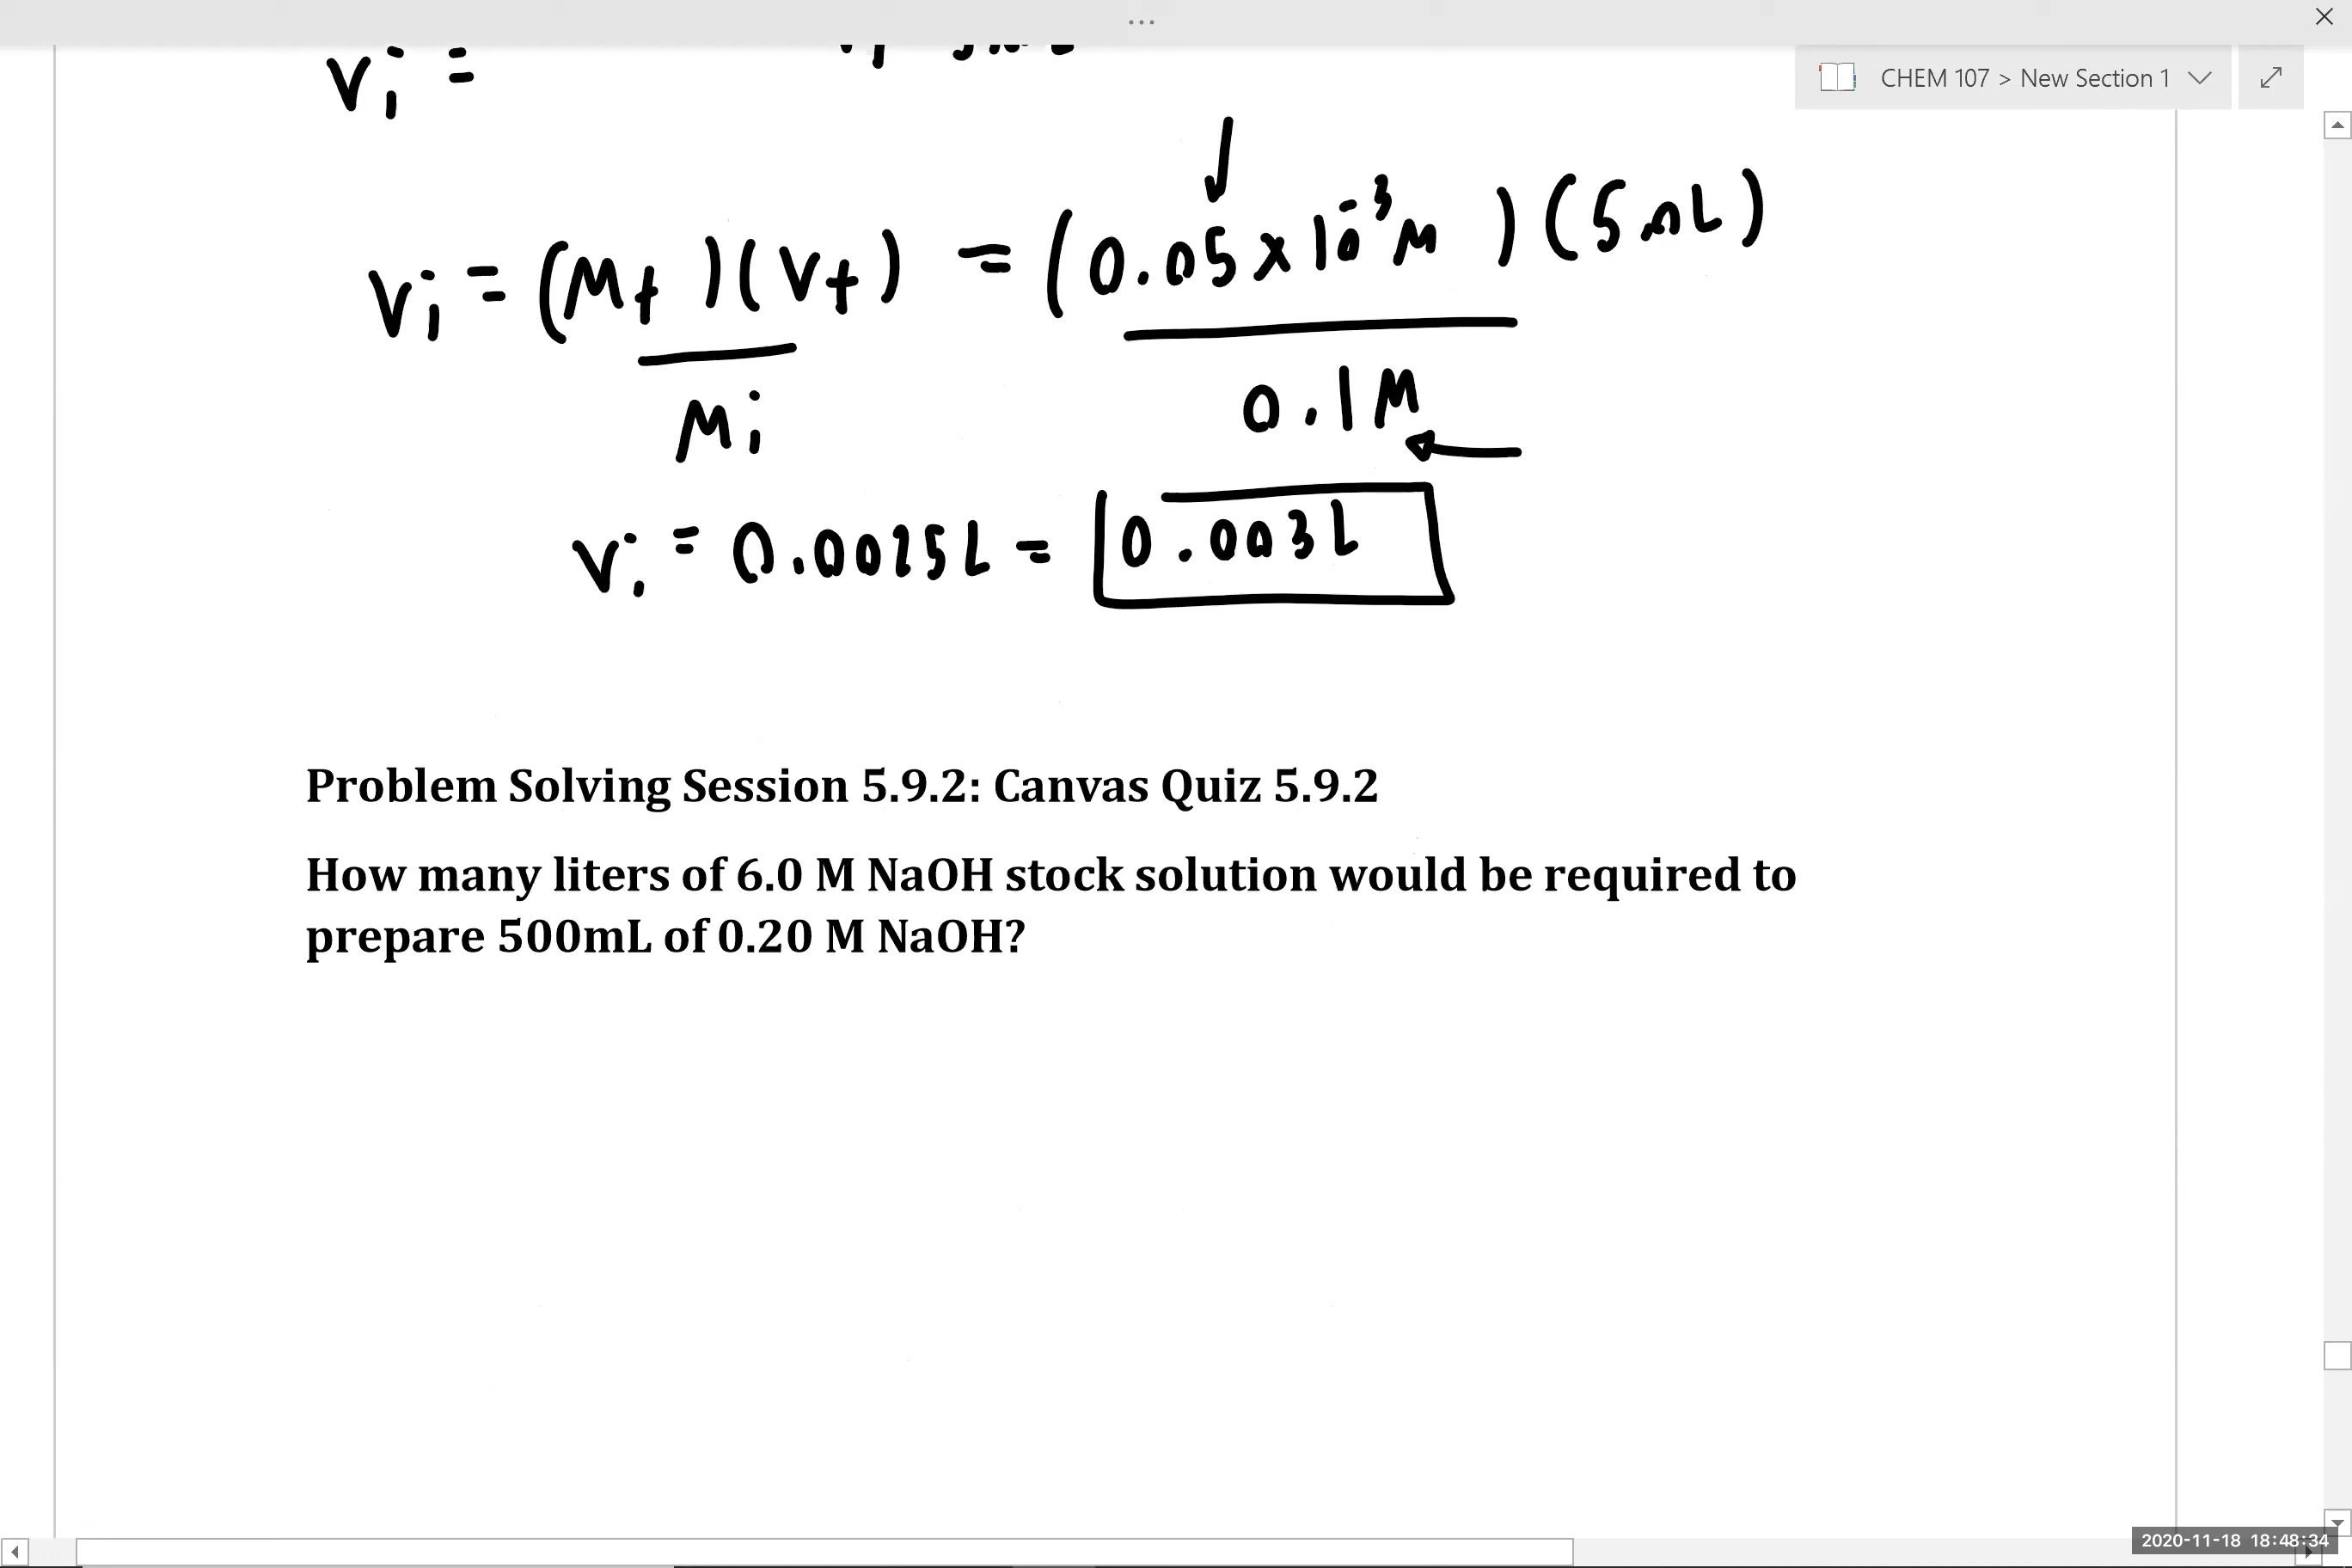 CHEM 107 > New Section 1
Vi =
Vi = (Mf)(Vf) = (0.05x10⁻³M)(5mL)
Mi 0.1M
Vi = 0.0025L = 0.003L
Problem Solving Session 5.9.2: Canvas Quiz 5.9.2
How many liters of 6.0 M NaOH stock solution would be required to
prepare 500mL of 0.20 M NaOH?
2020-11-18 18:48:34